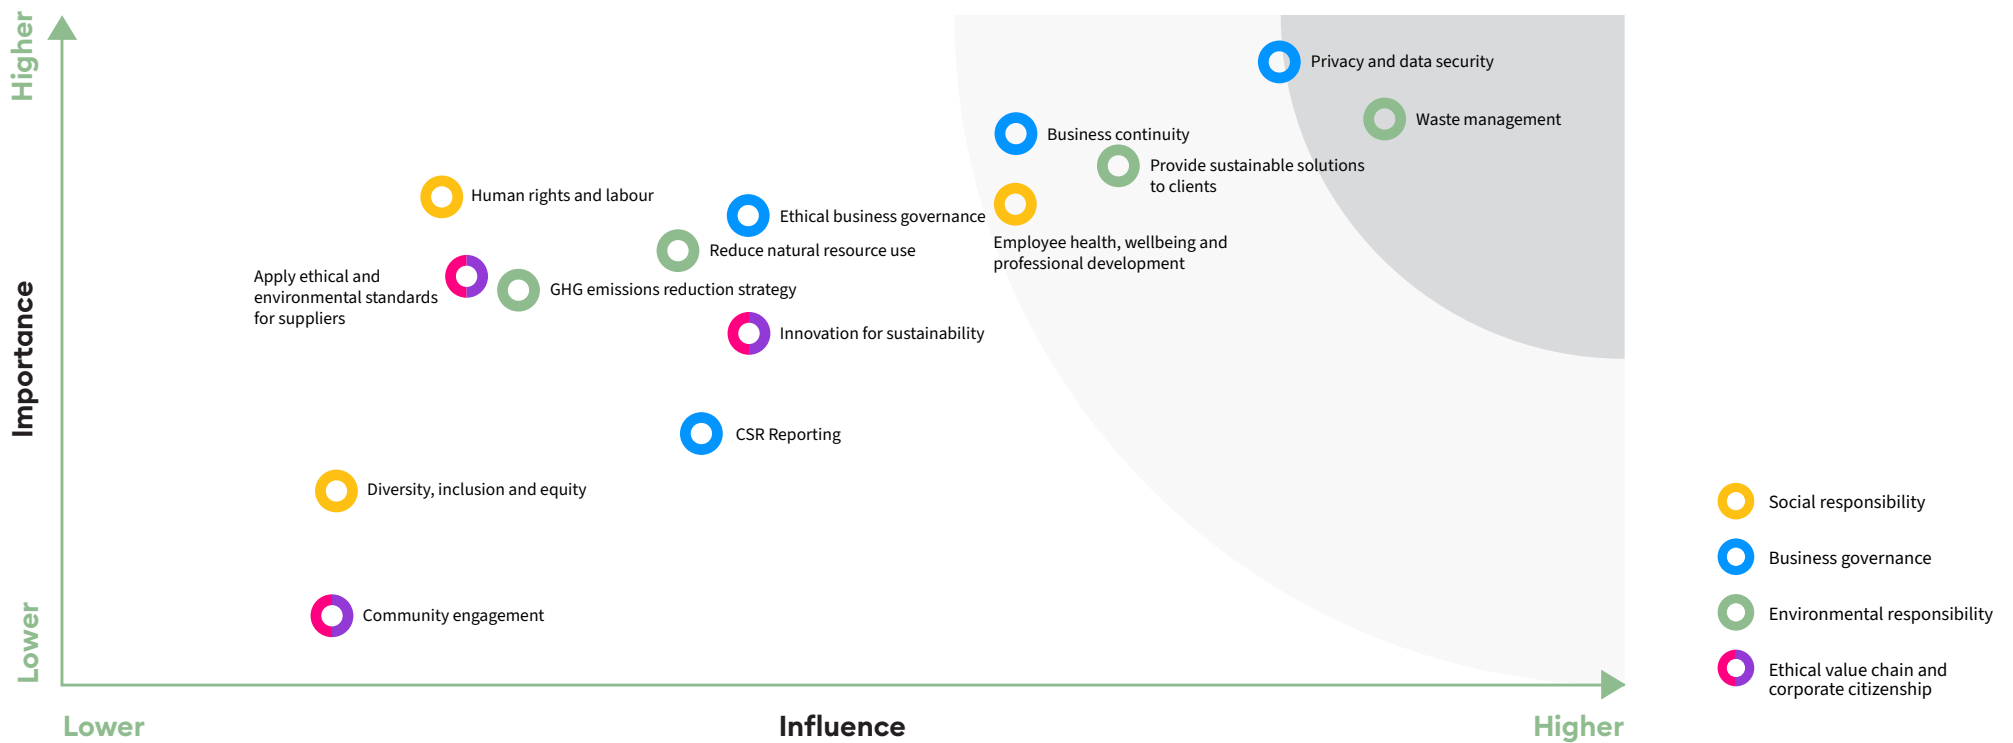 Higher
Importance
Lower
Privacy and data security
Waste management
Business continuity
Provide sustainable solutions
to clients
Human rights and labour
Ethical business governance
Employee health, wellbeing and
professional development
Reduce natural resource use
Apply ethical and
environmental standards
for suppliers
GHG emissions reduction strategy
Innovation for sustainability
CSR Reporting
Diversity, inclusion and equity
Community engagement
Lower
Influence
Higher
Social responsibility
Business governance
Environmental responsibility
Ethical value chain and
corporate citizenship